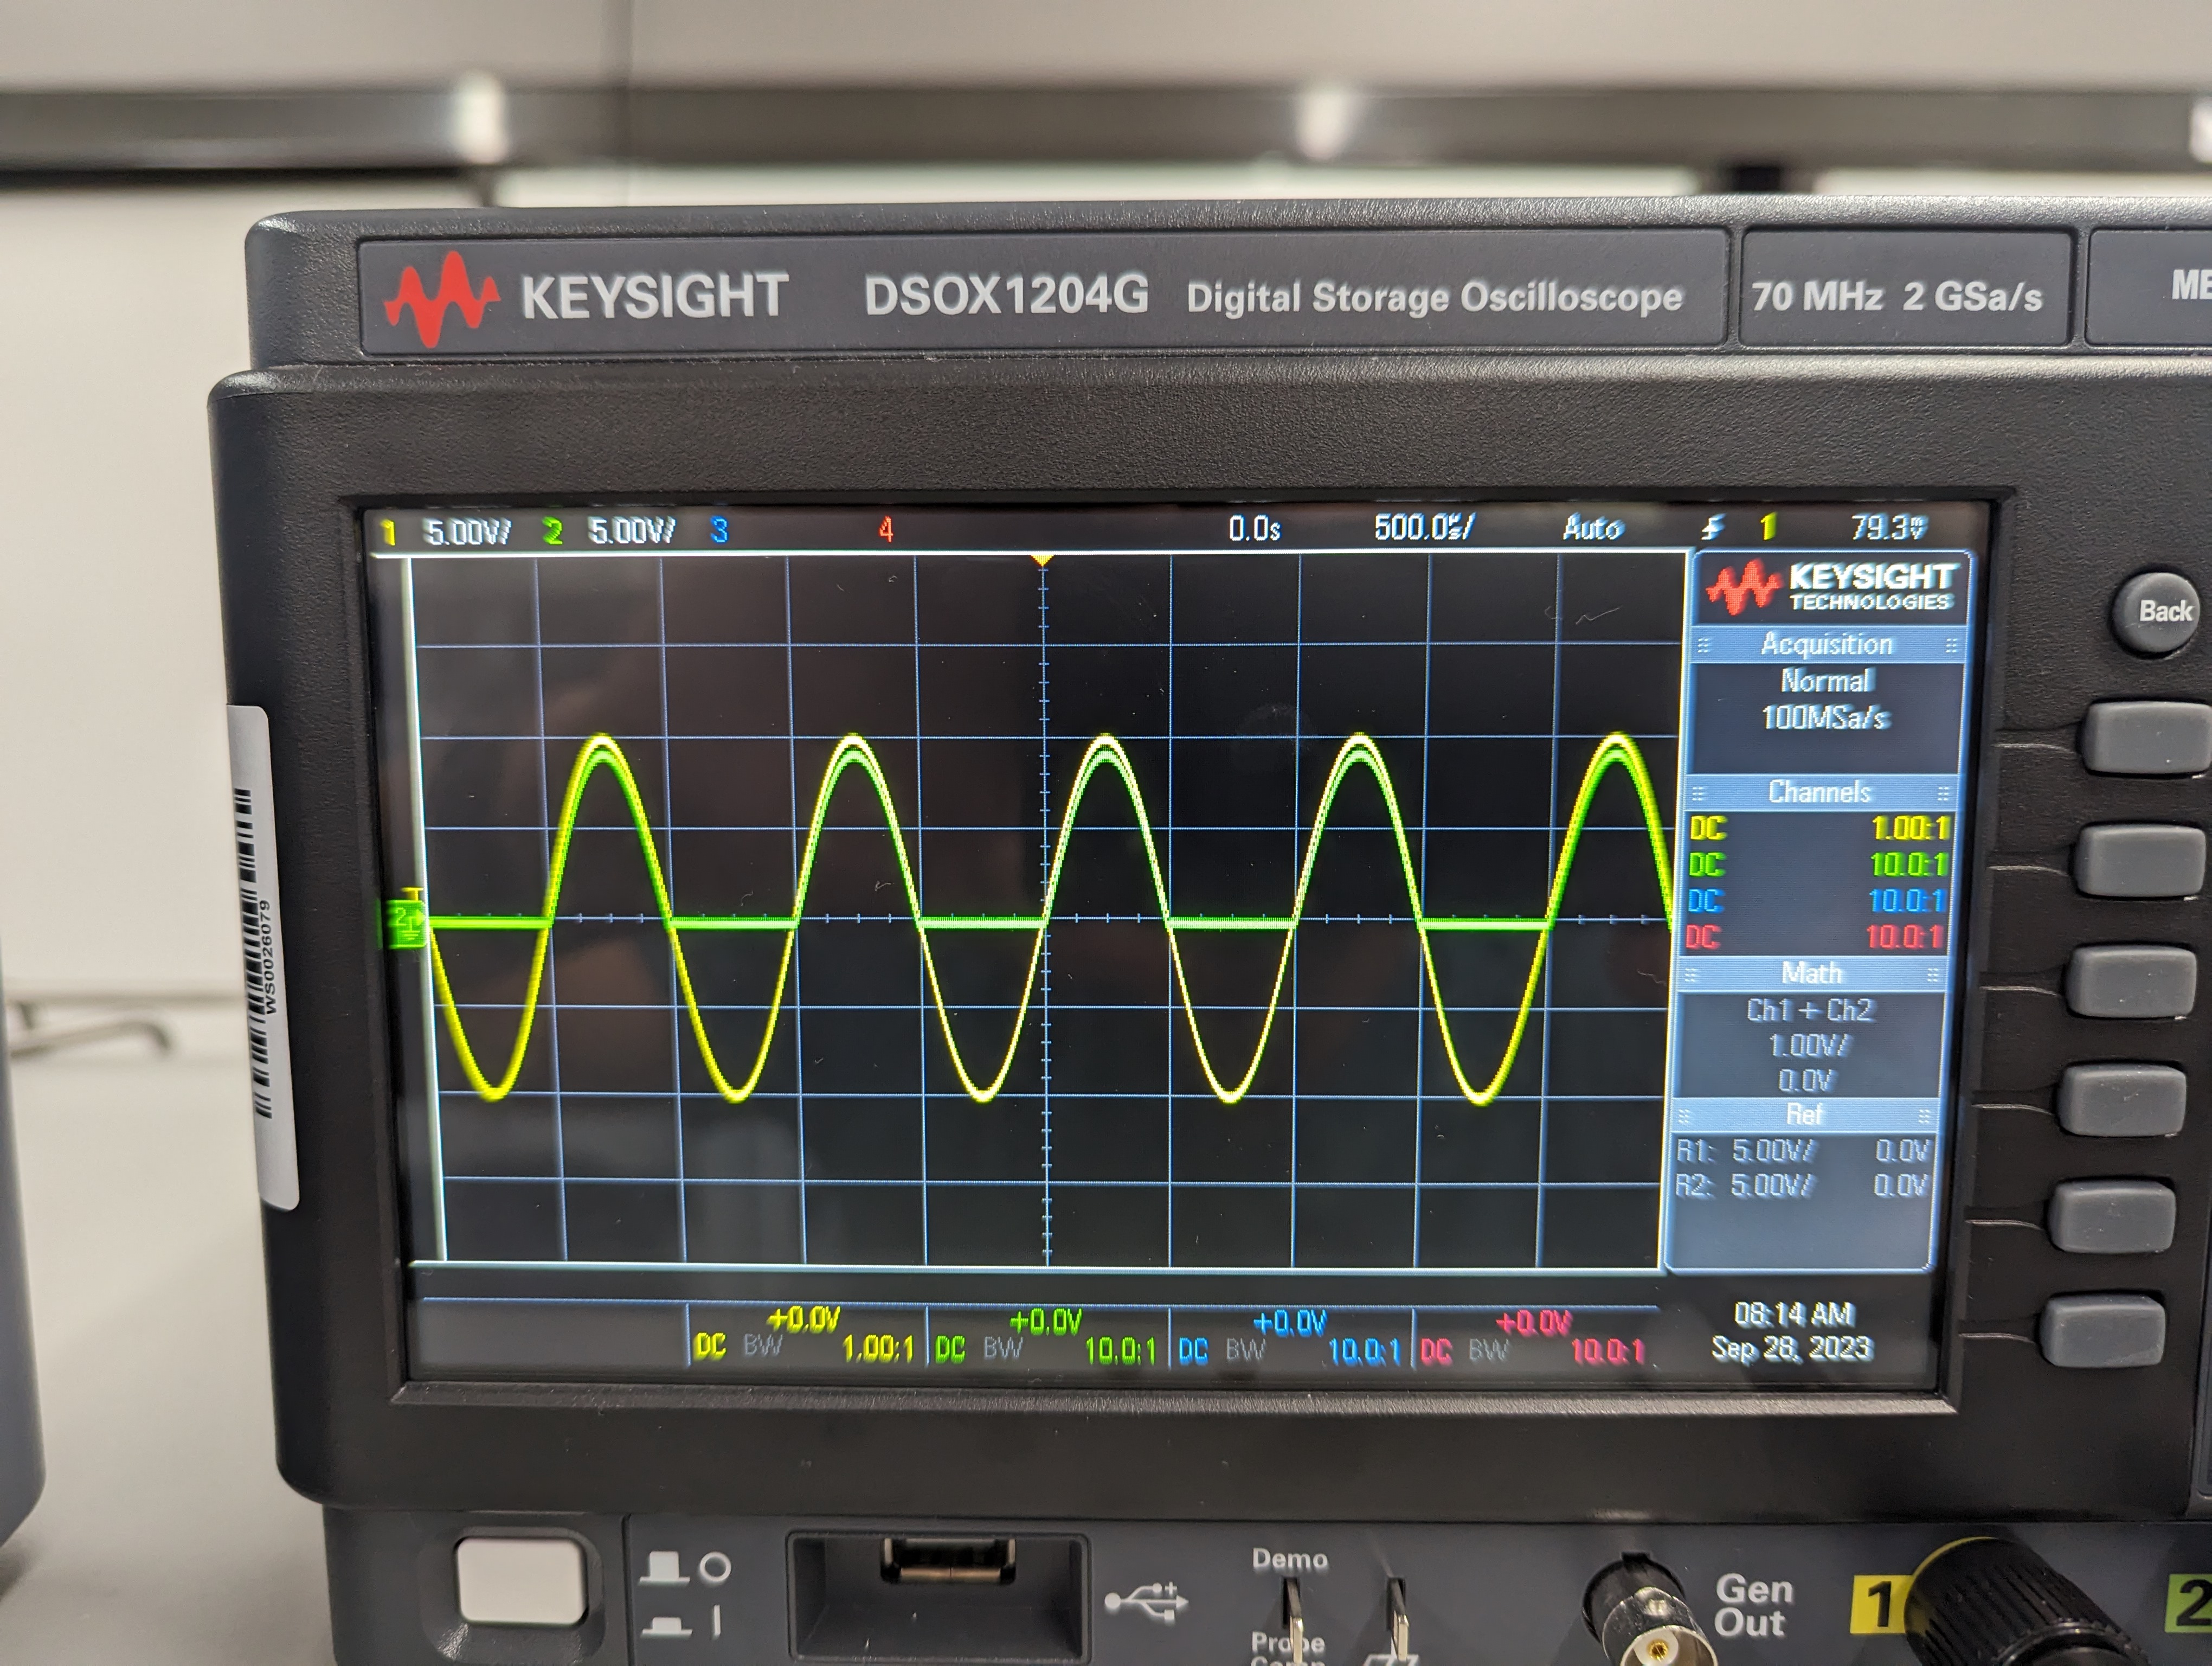 KEYSIGHT DSOX1204G Digital Storage Oscilloscope 70 MHz 2 GSa/s
1 5.00V/ 2 5.00V/ 3 4 0.0s 500.0µs/ Auto 1 79.3mV
KEYSIGHT
TECHNOLOGIES
Acquisition
Normal
100MSa/s
Channels
DC 1.00:1
DC 10.0:1
DC 10.0:1
DC 10.0:1
Math
Ch1 + Ch2
1.00V/
0.0V
Ref
R1: 5.00V/ 0.0V
R2: 5.00V/ 0.0V
2
+0.0V +0.0V +0.0V +0.0V
DC BW 1.00:1 DC BW 10.0:1 DC BW 10.0:1 DC BW 10.0:1
08:14 AM
Sep 28, 2023
Back
WS0026079
Demo
Probe
Gen
Out
1
2